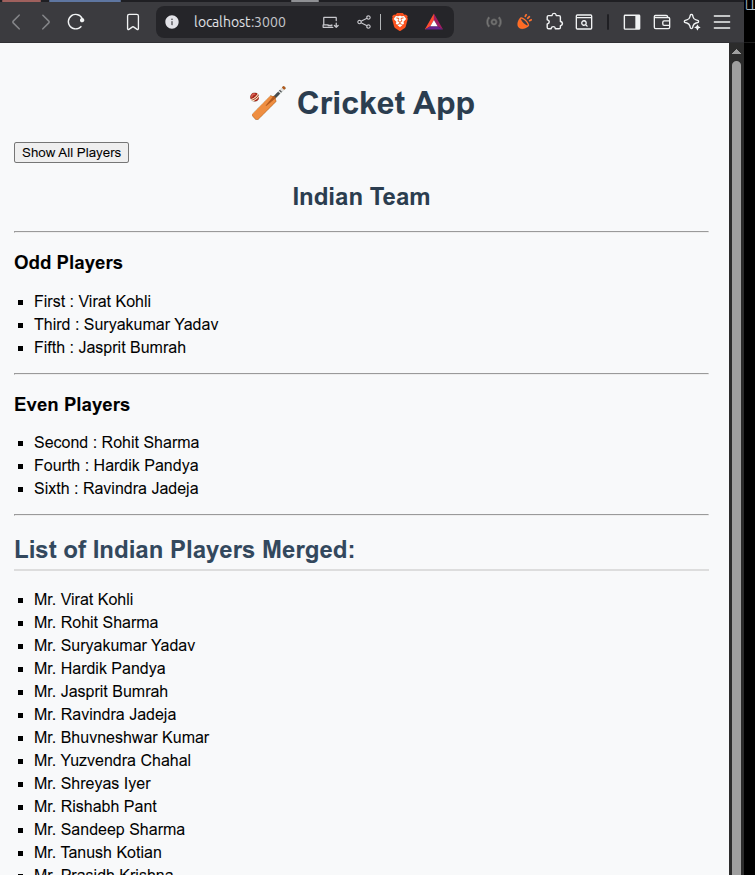 localhost:3000
Cricket App
Show All Players
Indian Team
Odd Players
First : Virat Kohli
Third : Suryakumar Yadav
Fifth : Jasprit Bumrah
Even Players
Second : Rohit Sharma
Fourth : Hardik Pandya
Sixth : Ravindra Jadeja
List of Indian Players Merged:
Mr. Virat Kohli
Mr. Rohit Sharma
Mr. Suryakumar Yadav
Mr. Hardik Pandya
Mr. Jasprit Bumrah
Mr. Ravindra Jadeja
Mr. Bhuvneshwar Kumar
Mr. Yuzvendra Chahal
Mr. Shreyas Iyer
Mr. Rishabh Pant
Mr. Sandeep Sharma
Mr. Tanush Kotian
Mr. Prasidh Krishna